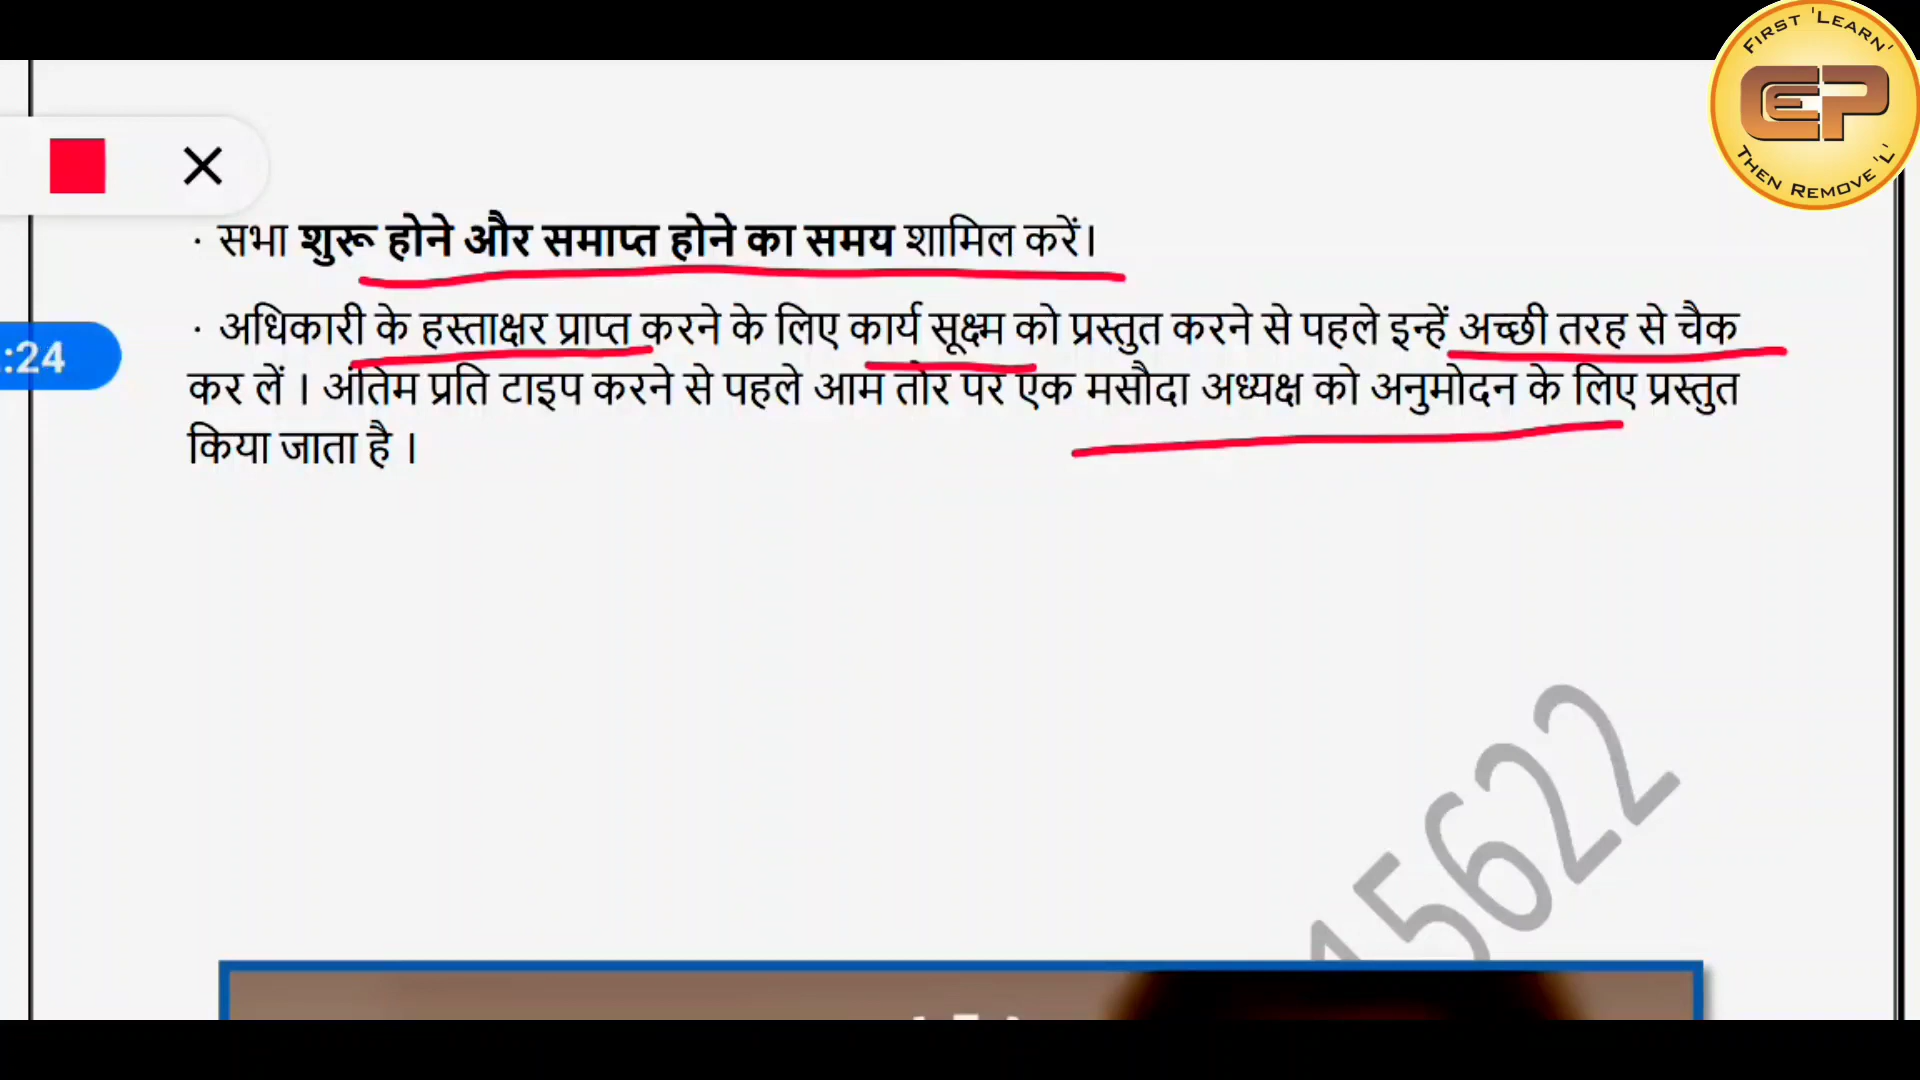 FIRST 'LEARN'
THEN REMOVE 'L'
EP
· सभा शुरू होने और समाप्त होने का समय शामिल करें।
:24
· अधिकारी के हस्ताक्षर प्राप्त करने के लिए कार्य सूक्ष्म को प्रस्तुत करने से पहले इन्हें अच्छी तरह से चैक
कर लें । अंतिम प्रति टाइप करने से पहले आम तौर पर एक मसौदा अध्यक्ष को अनुमोदन के लिए प्रस्तुत
किया जाता है ।
15622